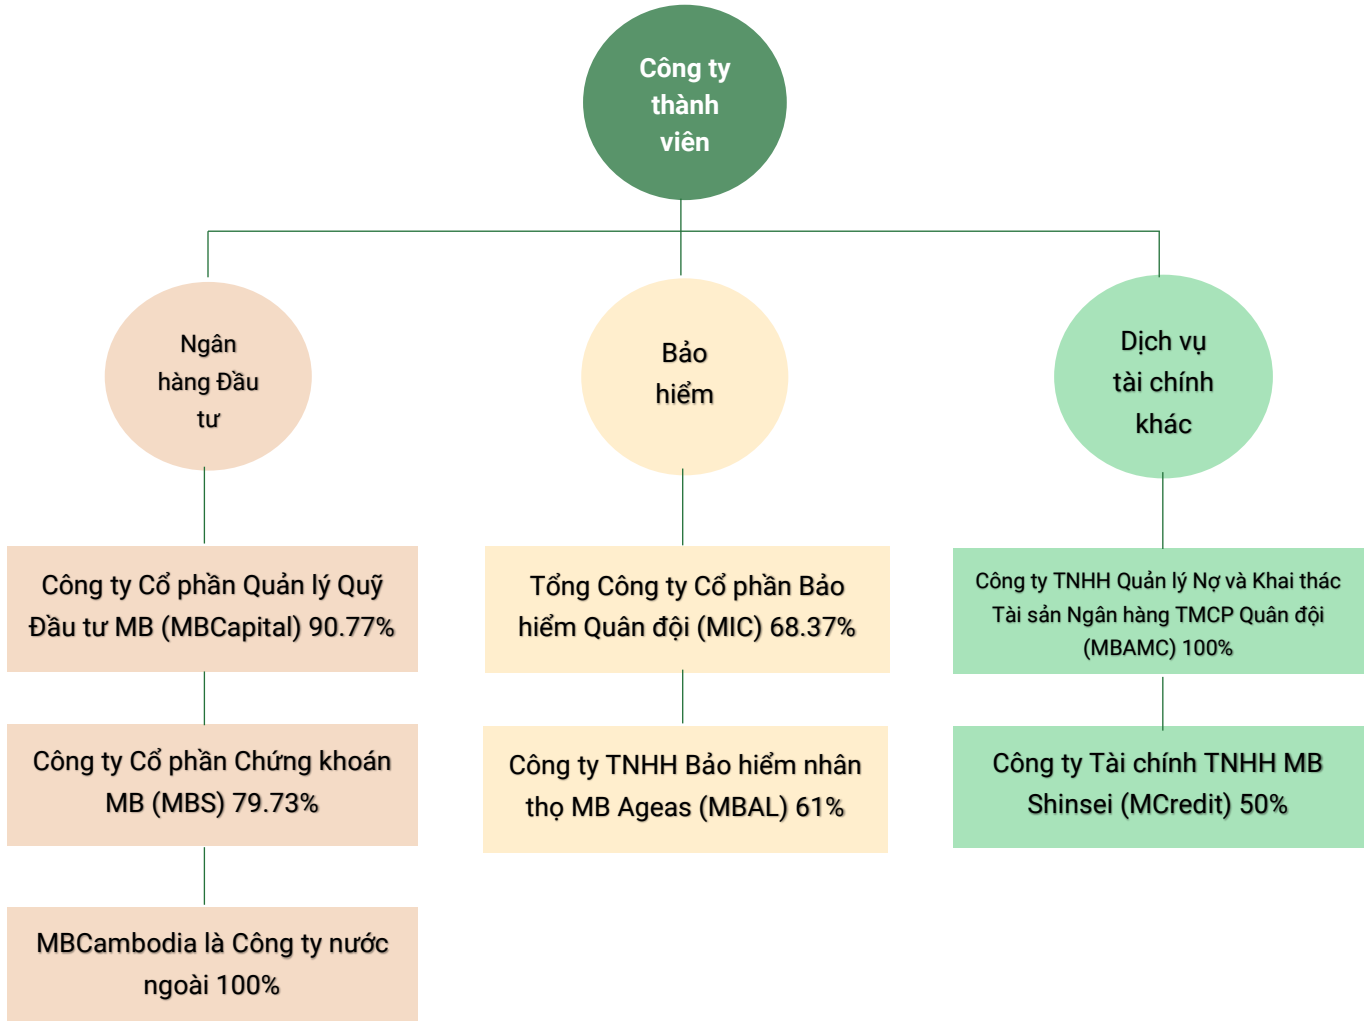 Công ty
thành
viên
Ngân
hàng Đầu
tư
Bảo
hiểm
Dịch vụ
tài chính
khác
Công ty Cổ phần Quản lý Quỹ
Đầu tư MB (MBCapital) 90.77%
Tổng Công ty Cổ phần Bảo
hiểm Quân đội (MIC) 68.37%
Công ty TNHH Quản lý Nợ và Khai thác
Tài sản Ngân hàng TMCP Quân đội
(MBAMC) 100%
Công ty Cổ phần Chứng khoán
MB (MBS) 79.73%
Công ty TNHH Bảo hiểm nhân
thọ MB Ageas (MBAL) 61%
Công ty Tài chính TNHH MB
Shinsei (MCredit) 50%
MBCambodia là Công ty nước
ngoài 100%